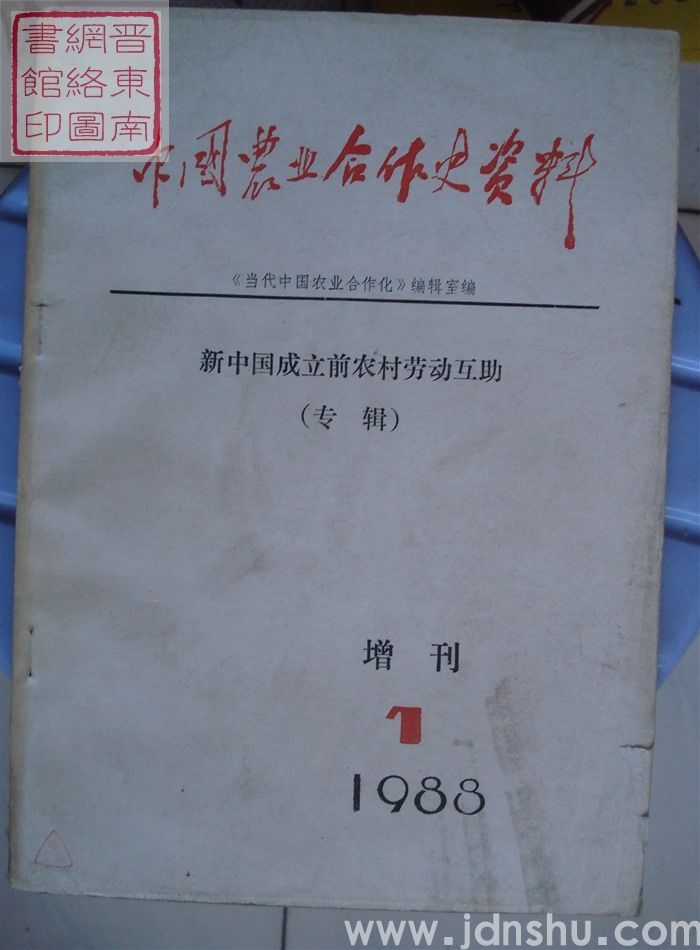 晋東南
網絡圖
書館印
中國農业合作史资料
《当代中国农业合作化》编辑室编
新中国成立前农村劳动互助
（专 辑）
增 刊
1
1988
www.jdnshu.com